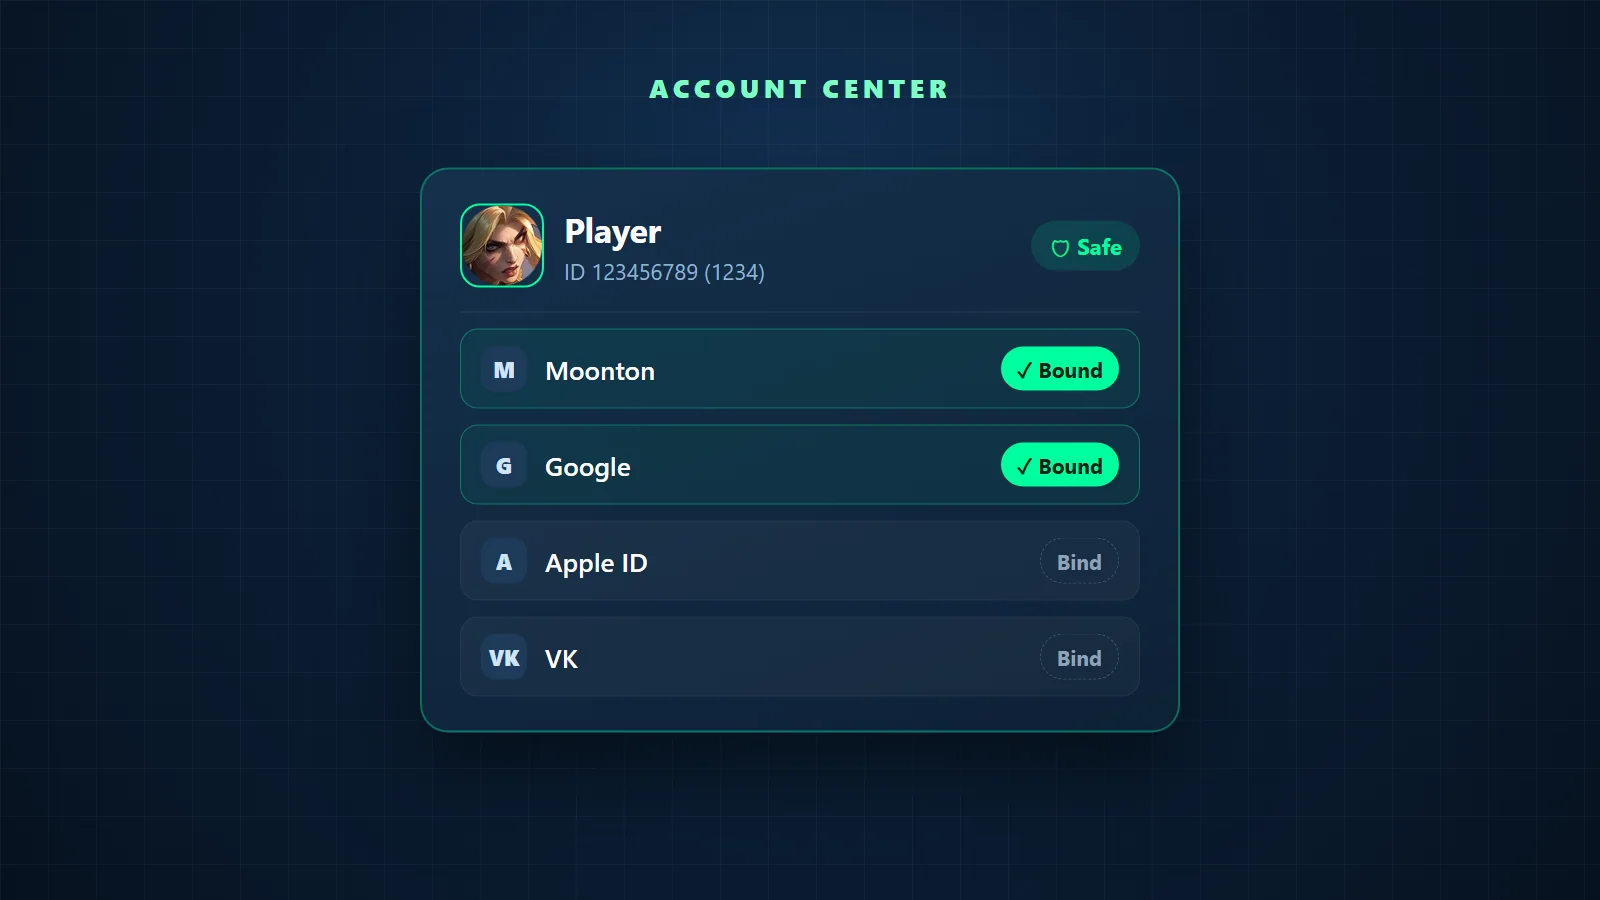 ACCOUNT CENTER
Player
ID 123456789 (1234)
Safe
M Moonton ✓ Bound
G Google ✓ Bound
A Apple ID Bind
VK VK Bind